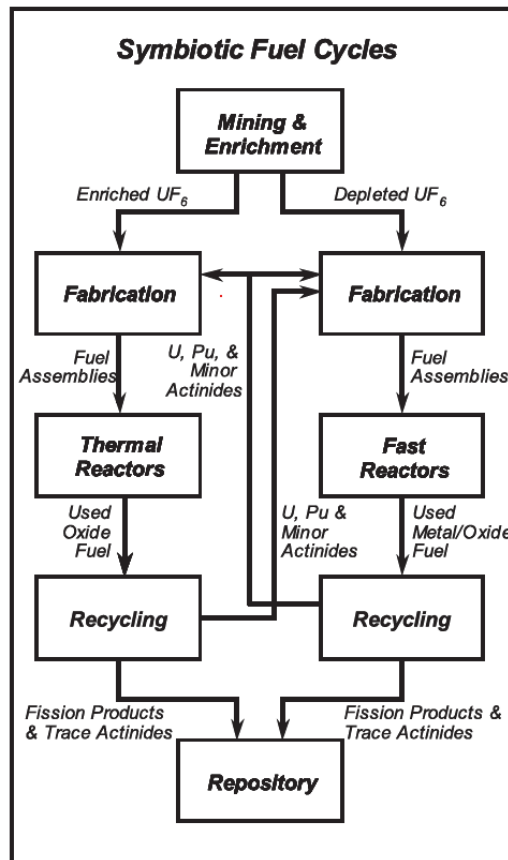 Symbiotic Fuel Cycles
Mining &
Enrichment
Enriched UF₆
Depleted UF₆
Fabrication
Fabrication
Fuel
Assemblies
U, Pu, &
Minor
Actinides
Fuel
Assemblies
Thermal
Reactors
Fast
Reactors
Used
Oxide
Fuel
U, Pu &
Minor
Actinides
Used
Metal/Oxide
Fuel
Recycling
Recycling
Fission Products
& Trace Actinides
Fission Products &
Trace Actinides
Repository